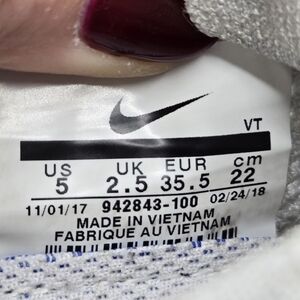 VT
US UK EUR cm
5 2.5 35.5 22
11/01/17 942843-100 02/24/18
MADE IN VIETNAM
FABRIQUE AU VIETNAM